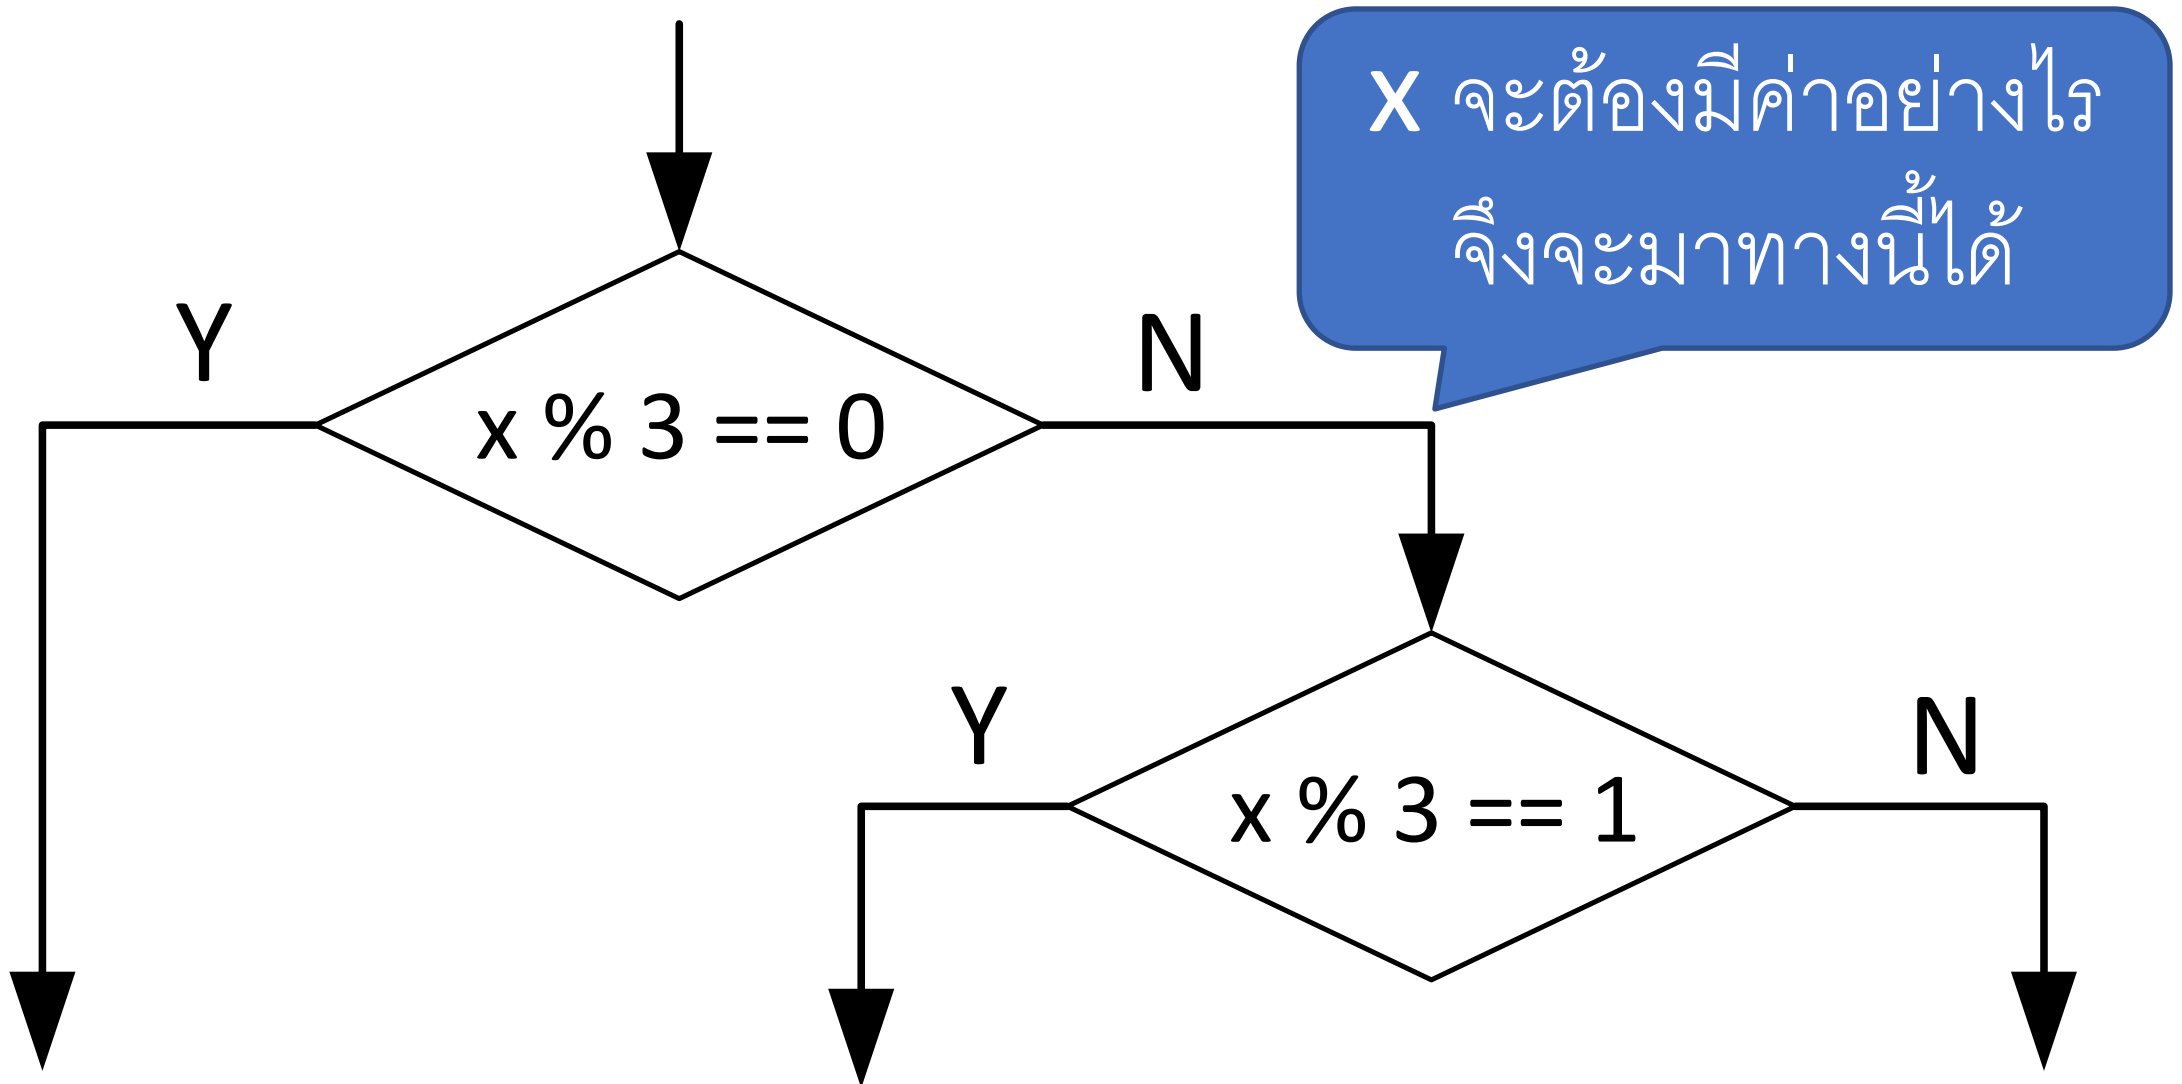 x จะต้องมีค่าอย่างไร
จึงจะมาทางนี้ได้
Y
N
x % 3 == 0
Y
N
x % 3 == 1